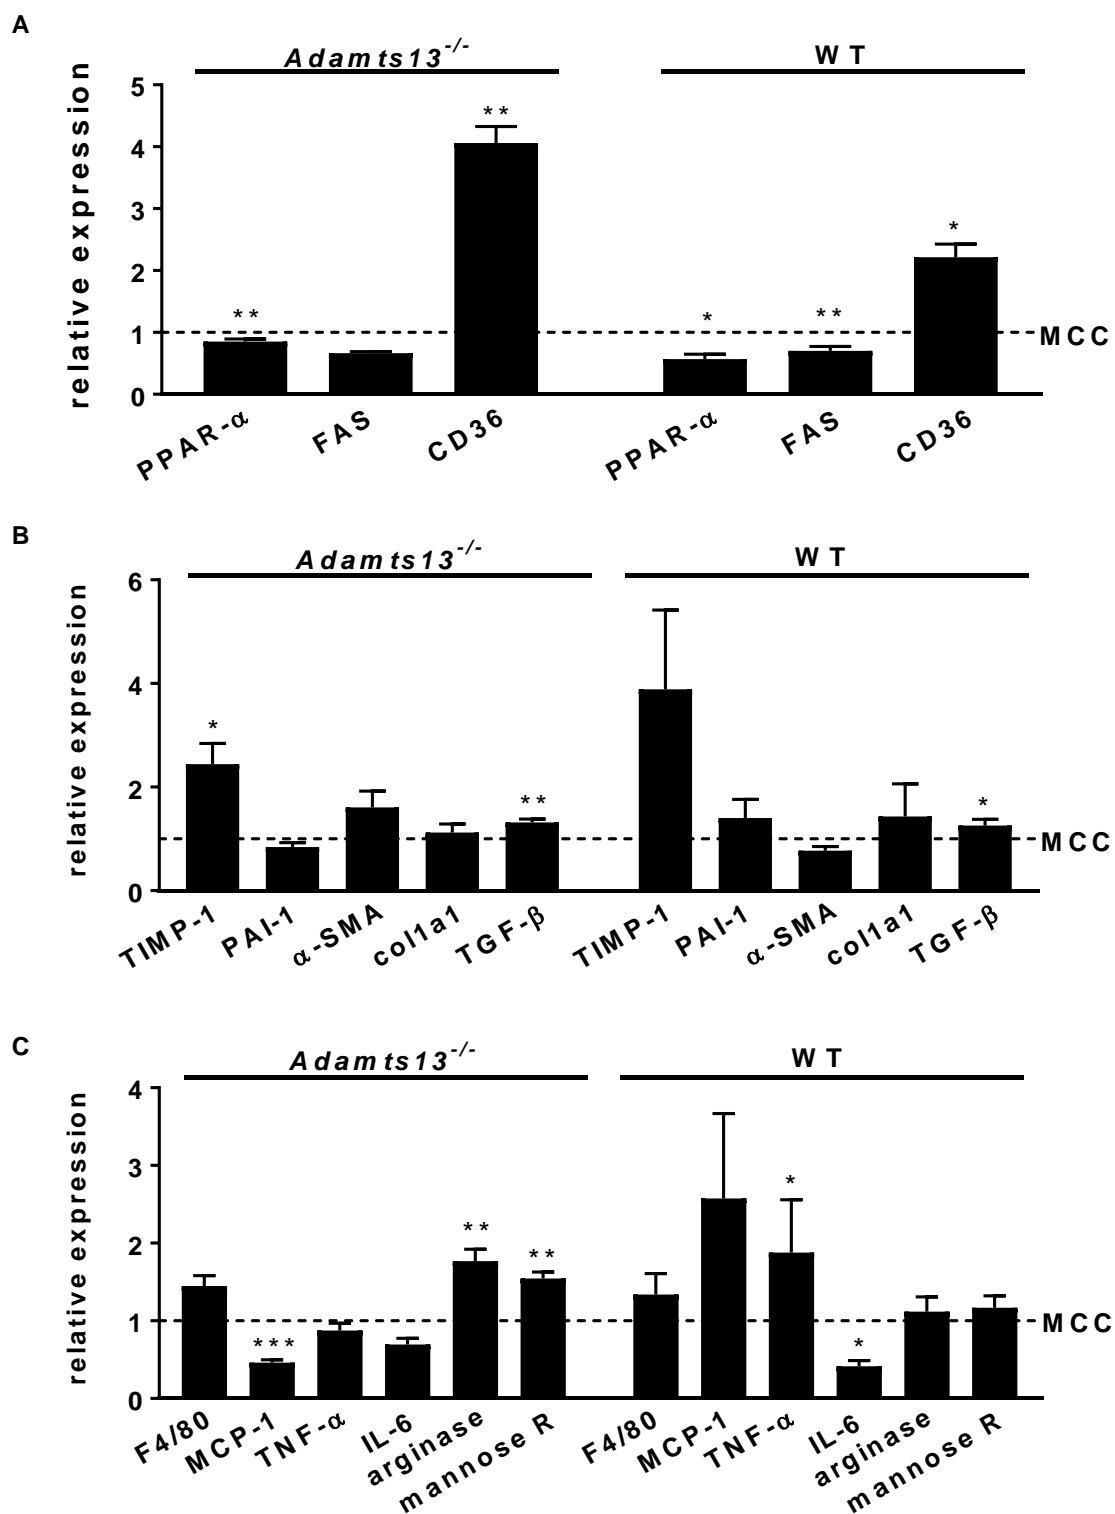 A
Adamts13-/- WT
relative expression
5
4
3
2
1
0
** ** * ** *
MCC
PPAR-α FAS CD36 PPAR-α FAS CD36
B
Adamts13-/- WT
relative expression
6
4
2
0
* ** *
MCC
TIMP-1 PAI-1 α-SMA col1a1 TGF-β TIMP-1 PAI-1 α-SMA col1a1 TGF-β
C
Adamts13-/- WT
relative expression
4
3
2
1
0
*** ** ** * *
MCC
F4/80 MCP-1 TNF-α IL-6 arginase mannose R F4/80 MCP-1 TNF-α IL-6 arginase mannose R